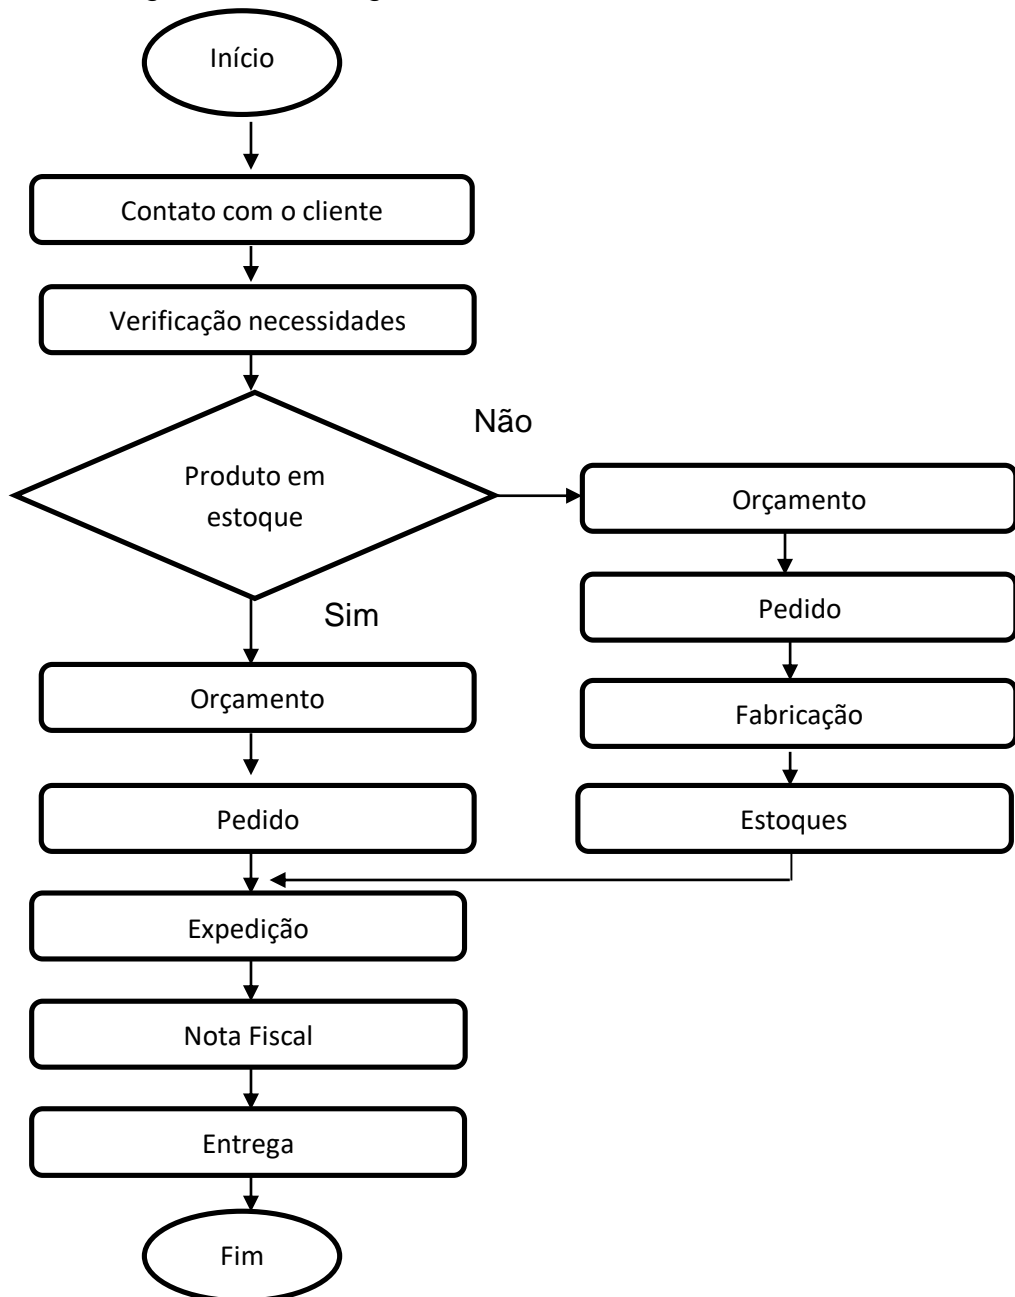 Início
Contato com o cliente
Verificação necessidades
Produto em
estoque
Não
Sim
Orçamento
Pedido
Orçamento
Pedido
Fabricação
Estoques
Expedição
Nota Fiscal
Entrega
Fim